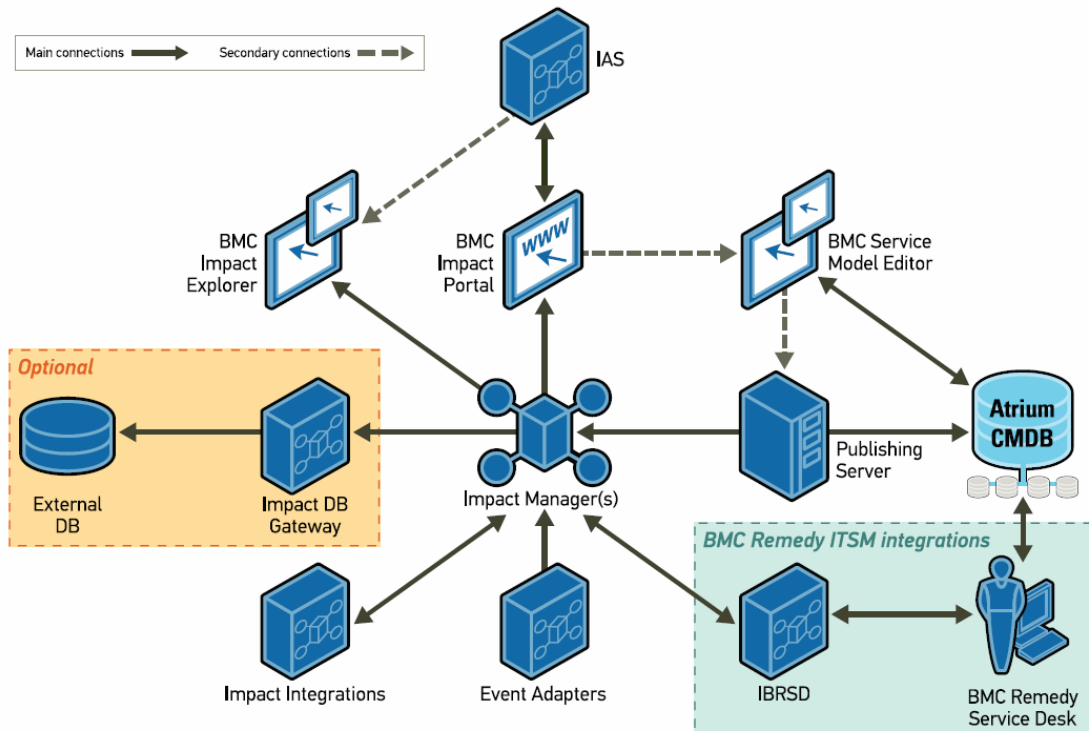 Main connections
Secondary connections
IAS
BMC
Impact
Explorer
BMC
Impact
Portal
WWW
BMC Service
Model Editor
Optional
External
DB
Impact DB
Gateway
Impact Manager(s)
Publishing
Server
Atrium
CMDB
BMC Remedy ITSM integrations
Impact Integrations
Event Adapters
IBRSD
BMC Remedy
Service Desk